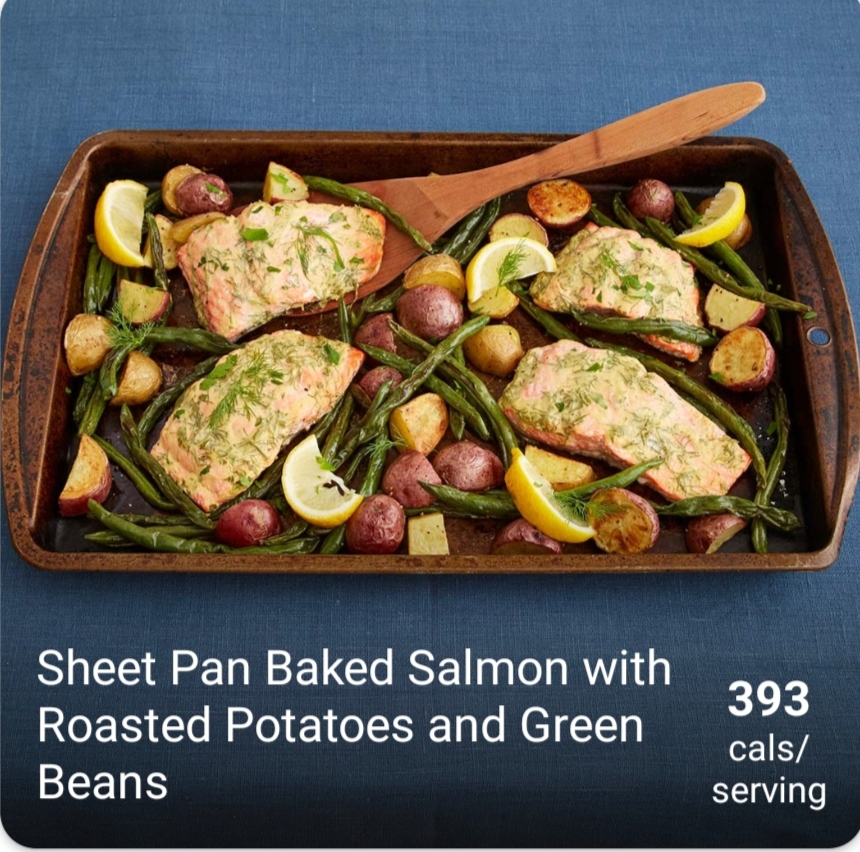 Sheet Pan Baked Salmon with
Roasted Potatoes and Green
Beans
393
cals/
serving